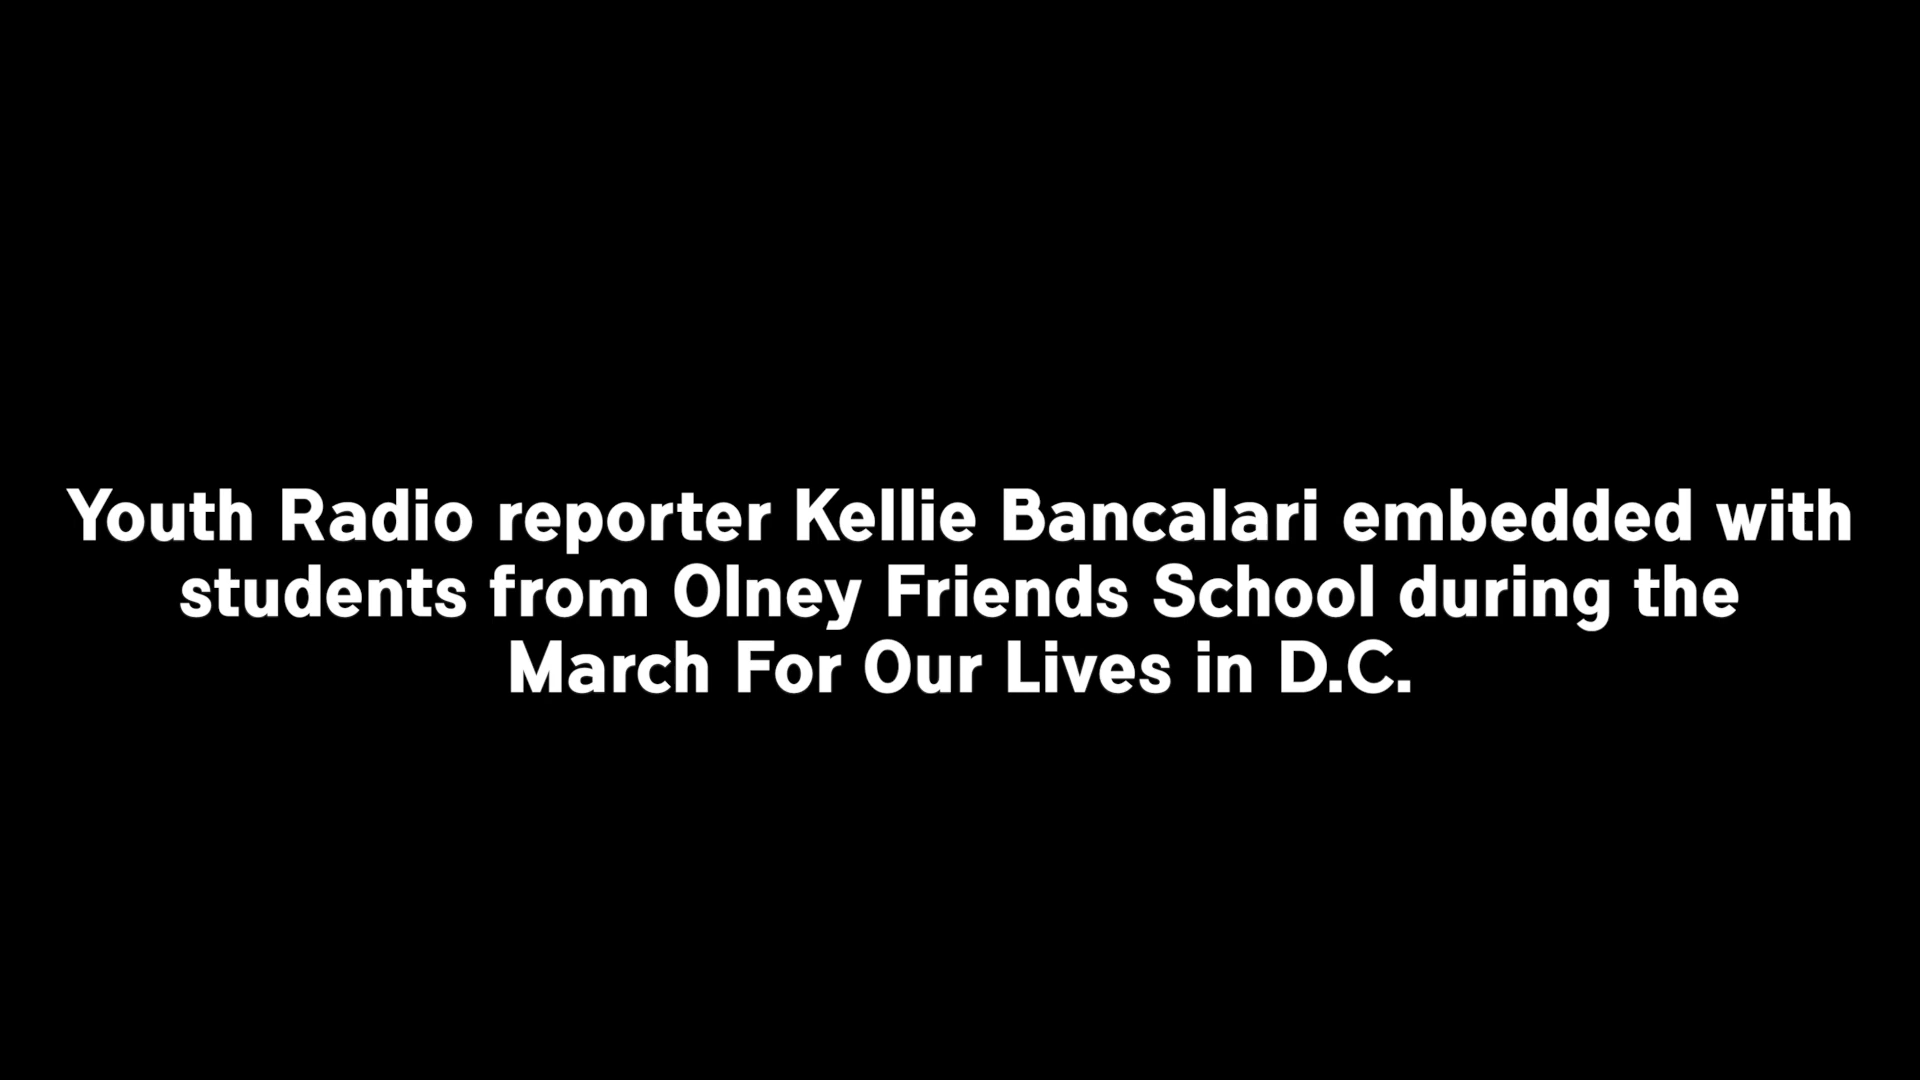 Youth Radio reporter Kellie Bancalari embedded with
students from Olney Friends School during the
March For Our Lives in D.C.